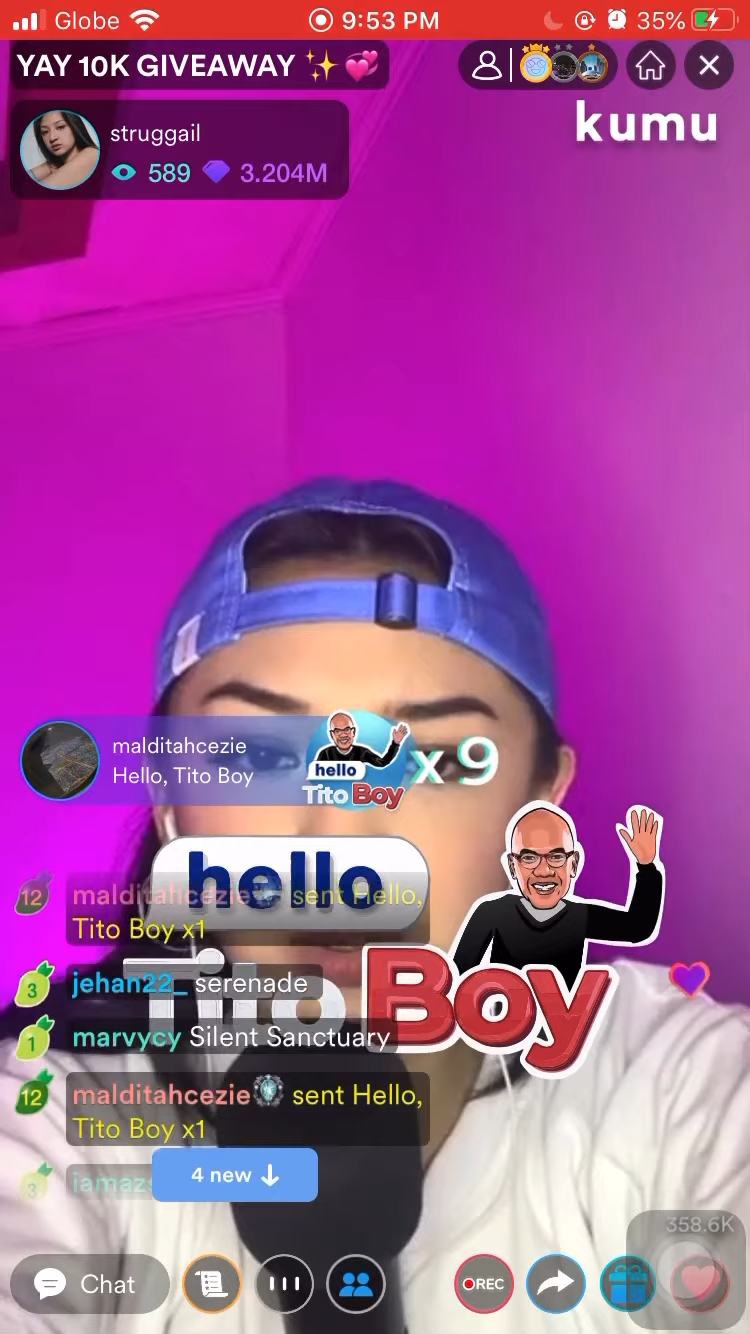 Globe
9:53 PM
35%
YAY 10K GIVEAWAY ✨💞
kumu
struggail
589 3.204M
malditahcezie
Hello, Tito Boy
hello
Tito Boy
x 9
hello
Tito Boy
12 malditahcezie sent Hello,
Tito Boy x1
3 jehan22_ serenade
1 marvycy Silent Sanctuary
12 malditahcezie sent Hello,
Tito Boy x1
3
4 new ↓
358.6K
Chat
REC